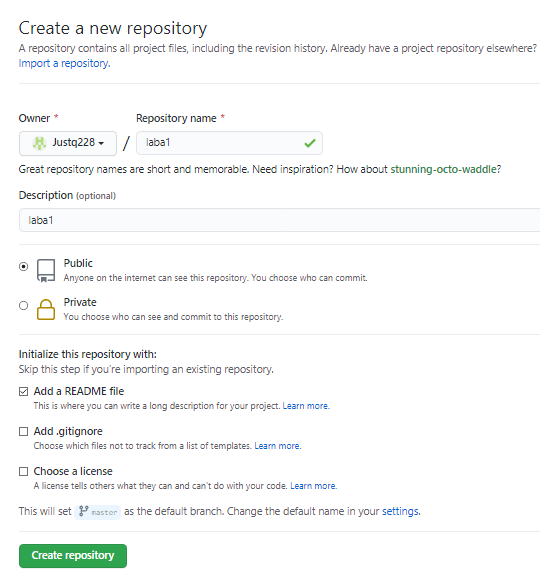 Create a new repository
A repository contains all project files, including the revision history. Already have a project repository elsewhere?
Import a repository.
Owner *
Repository name *
Justq228
/
laba1
Great repository names are short and memorable. Need inspiration? How about stunning-octo-waddle?
Description (optional)
laba1
Public
Anyone on the internet can see this repository. You choose who can commit.
Private
You choose who can see and commit to this repository.
Initialize this repository with:
Skip this step if you're importing an existing repository.
Add a README file
This is where you can write a long description for your project. Learn more.
Add .gitignore
Choose which files not to track from a list of templates. Learn more.
Choose a license
A license tells others what they can and can't do with your code. Learn more.
This will set master as the default branch. Change the default name in your settings.
Create repository